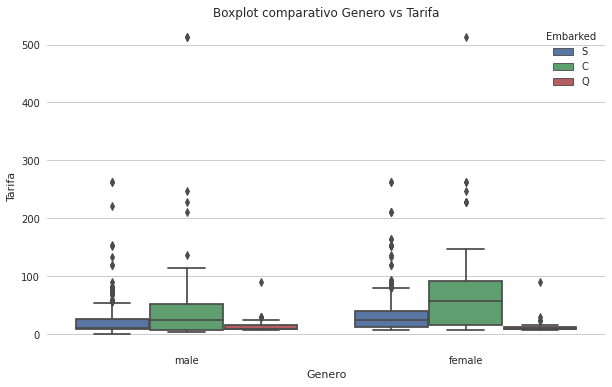 Boxplot comparativo Genero vs Tarifa
Embarked
S
C
Q
500
400
300
200
100
0
Tarifa
male
female
Genero